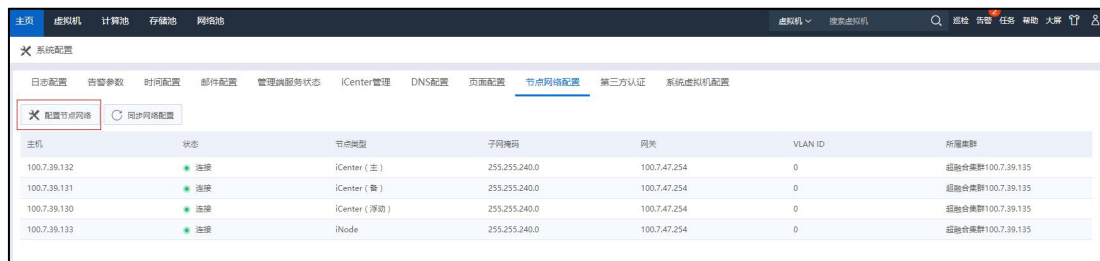 主页 虚拟机 计算池 存储池 网络池 虚拟机 搜索虚拟机 巡检 告警 任务 帮助 大屏
系统配置
日志配置 告警参数 时间配置 邮件配置 管理端服务状态 iCenter管理 DNS配置 页面配置 节点网络配置 第三方认证 系统虚拟机配置
配置节点网络 同步网络配置
主机 状态 节点类型 子网掩码 网关 VLAN ID 所属集群
100.7.39.132 连接 iCenter（主） 255.255.240.0 100.7.47.254 0 超融合集群100.7.39.135
100.7.39.131 连接 iCenter（备） 255.255.240.0 100.7.47.254 0 超融合集群100.7.39.135
100.7.39.130 连接 iCenter（浮动） 255.255.240.0 100.7.47.254 0 超融合集群100.7.39.135
100.7.39.133 连接 iNode 255.255.240.0 100.7.47.254 0 超融合集群100.7.39.135